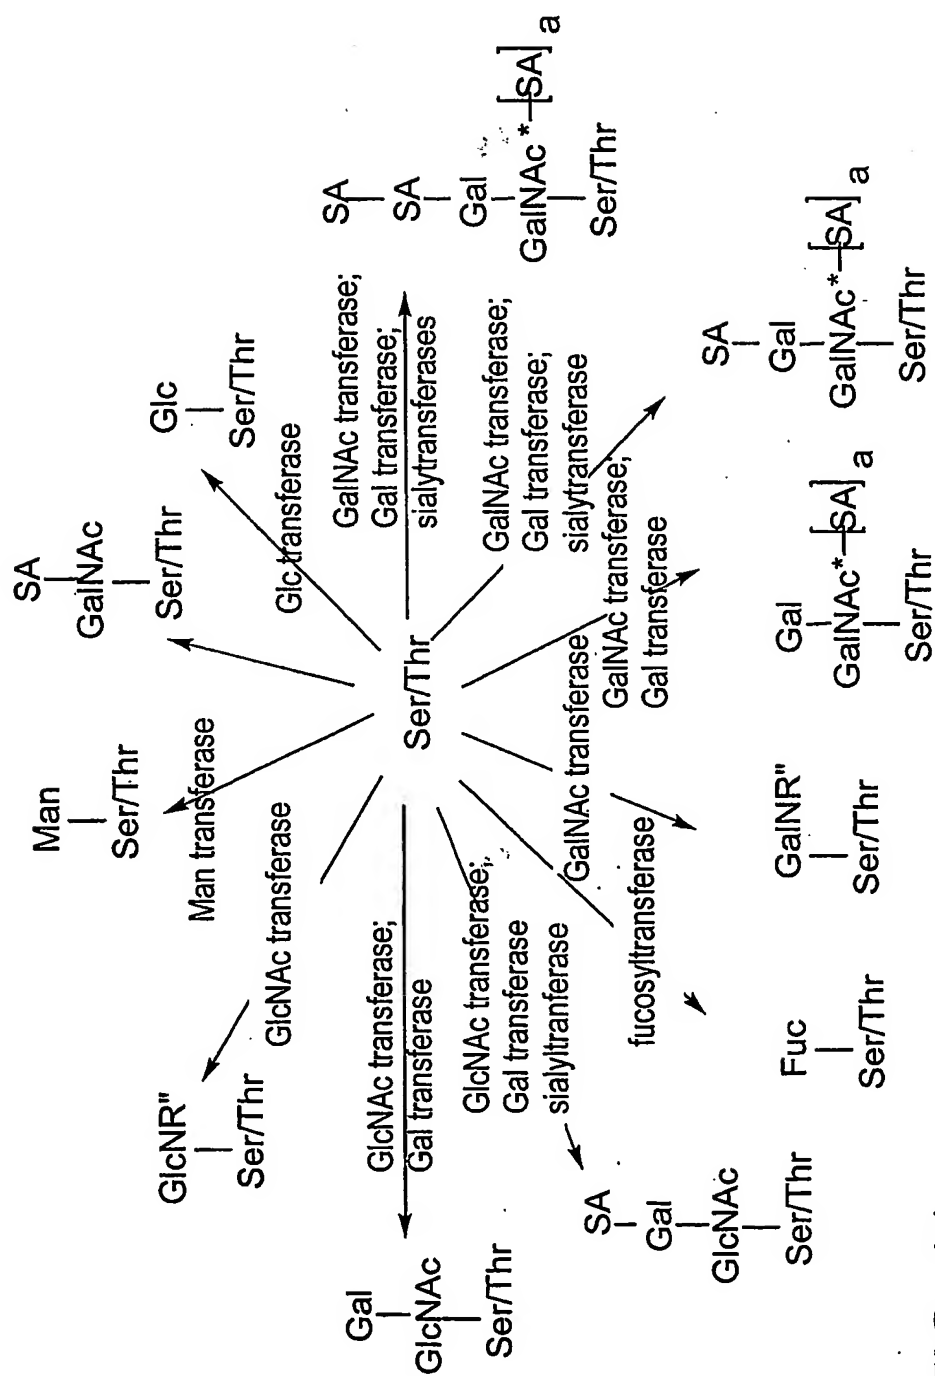 SA
GalNAc
Ser/Thr
Man
Ser/Thr
Man transferase
Glc
Ser/Thr
Glc transferase
GlcNR"
Ser/Thr
GlcNAc transferase
SA
SA
Gal
GalNAc*[SA]a
Ser/Thr
GalNAc transferase;
Gal transferase;
sialytransferases
Gal
GlcNAc
Ser/Thr
GlcNAc transferase;
Gal transferase
Ser/Thr
GlcNAc transferase;
Gal transferase
sialyltranferase
GalNAc transferase;
Gal transferase;
sialytransferase
GalNAc transferase
GalNAc transferase;
Gal transferase
fucosyltransferase
SA
Gal
GlcNAc
Ser/Thr
Fuc
Ser/Thr
GalNR"
Ser/Thr
Gal
GalNAc*[SA]a
Ser/Thr
SA
Gal
GalNAc*[SA]a
Ser/Thr